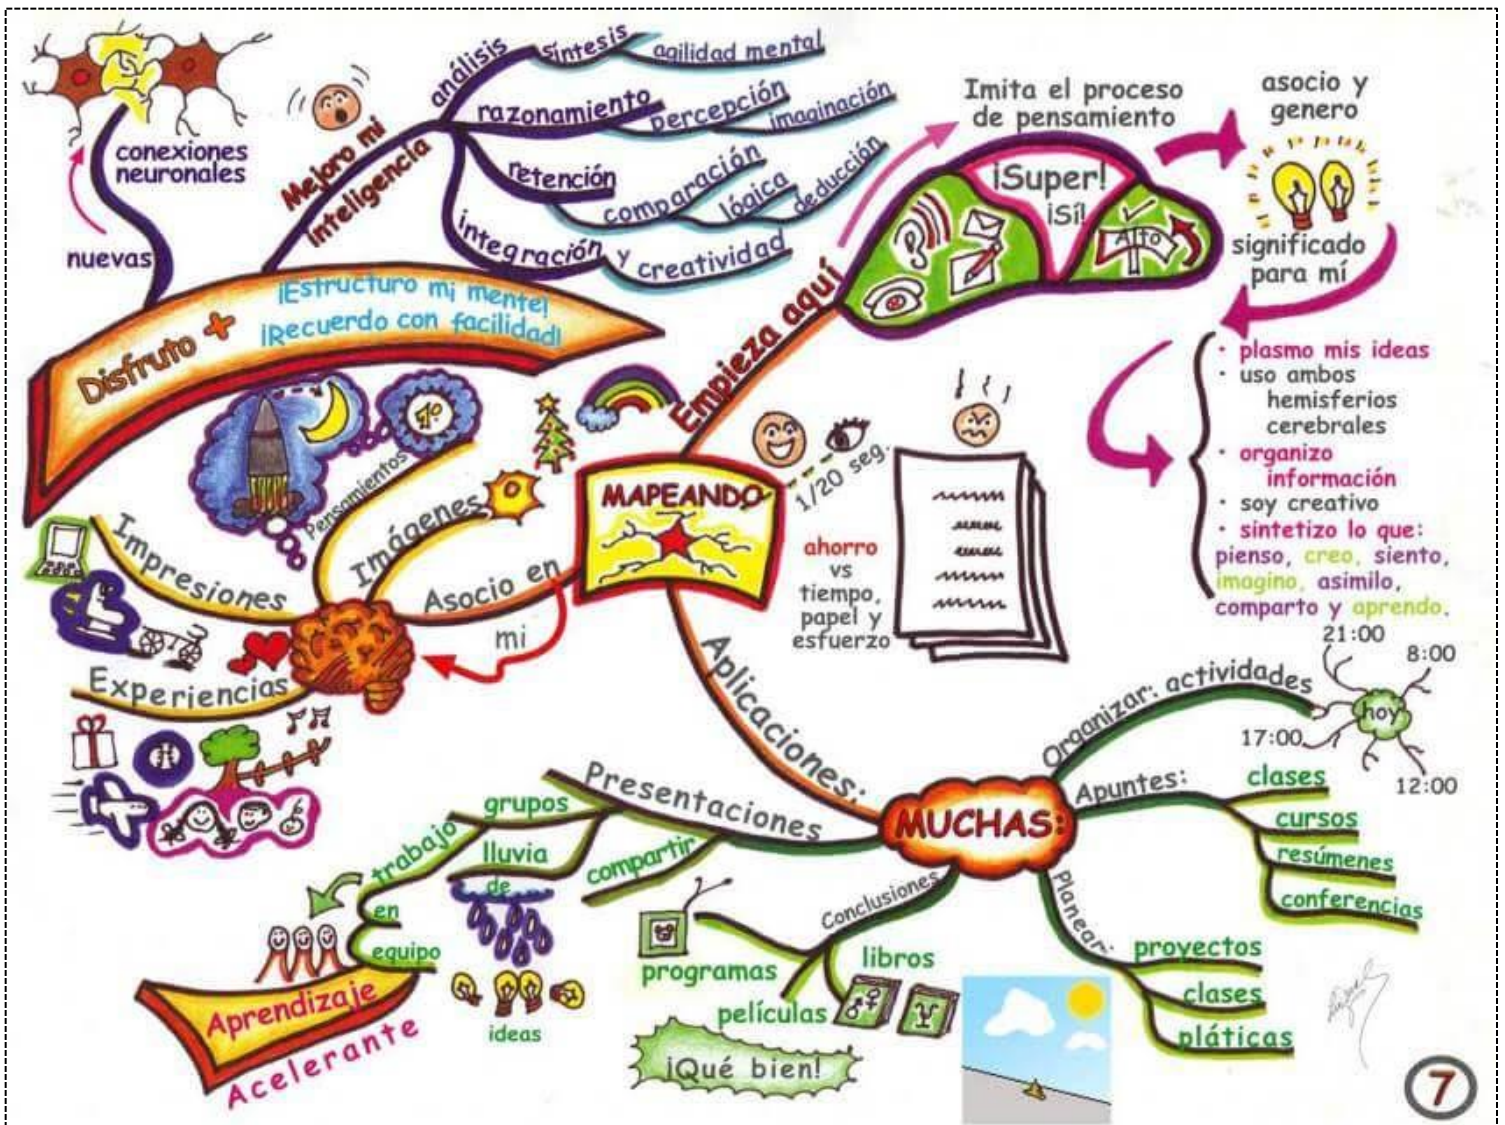 MAPEANDO
Empieza aquí
Imita el proceso
de pensamiento
¡Super!
¡Sí!
Alto
asocio y
genero
significado
para mí
• plasmo mis ideas
• uso ambos
hemisferios
cerebrales
• organizo
información
• soy creativo
• sintetizo lo que:
pienso, creo, siento,
imagino, asimilo,
comparto y aprendo.
1/20 seg.
ahorro
vs
tiempo,
papel y
esfuerzo
Aplicaciones:
MUCHAS:
Organizar: actividades
hoy
21:00
8:00
17:00
12:00
Apuntes:
clases
cursos
resúmenes
conferencias
Planear:
proyectos
clases
pláticas
Conclusiones
programas
películas
libros
¡Qué bien!
Presentaciones
compartir
grupos
lluvia
de
ideas
trabajo
en
equipo
Aprendizaje
Acelerante
Asocio en
mi
Imágenes
Pensamientos
Impresiones
Experiencias
Disfruto +
¡Estructuro mi mente!
¡Recuerdo con facilidad!
nuevas
conexiones
neuronales
Mejoro mi
inteligencia
análisis
síntesis
agilidad mental
razonamiento
percepción
imaginación
retención
comparación
lógica
deducción
integración y creatividad
7